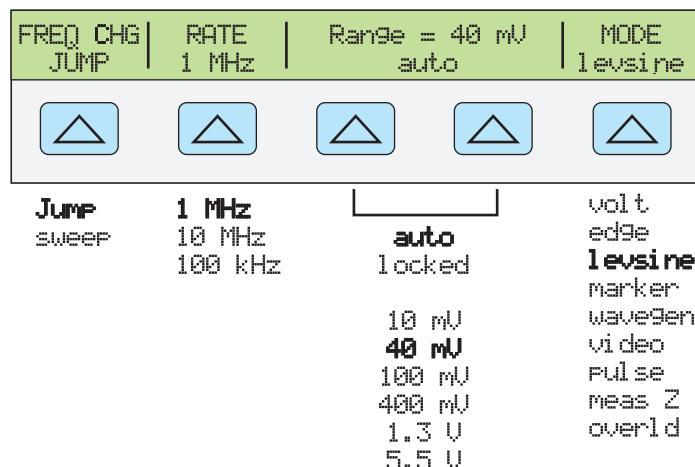 FREQ CHG RATE Range = 40 mV MODE
JUMP 1 MHz auto levsine
Jump
sweep
1 MHz
10 MHz
100 kHz
auto
locked
10 mV
40 mV
100 mV
400 mV
1.3 V
5.5 V
volt
edge
levsine
marker
wavegen
video
pulse
meas Z
overld